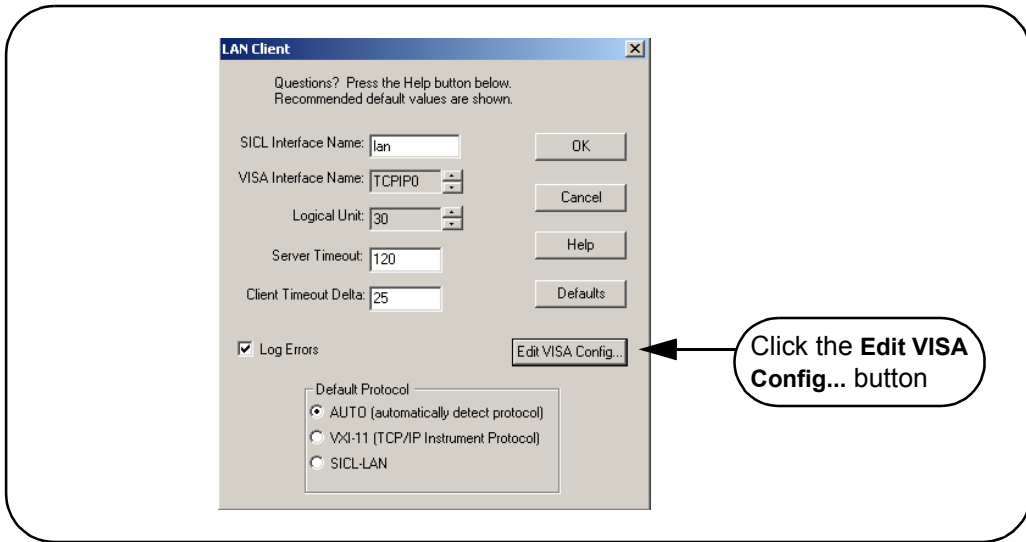 LAN Client
Questions? Press the Help button below.
Recommended default values are shown.
SICL Interface Name: lan
OK
VISA Interface Name: TCPIP0
Cancel
Logical Unit: 30
Help
Server Timeout: 120
Client Timeout Delta: 25
Defaults
Log Errors
Edit VISA Config...
Click the Edit VISA
Config... button
Default Protocol
AUTO (automatically detect protocol)
VXI-11 (TCP/IP Instrument Protocol)
SICL-LAN